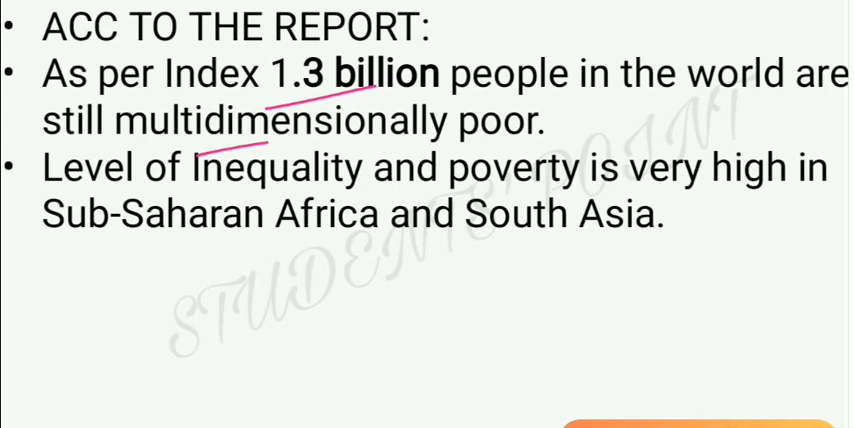 • ACC TO THE REPORT:
• As per Index 1.3 billion people in the world are
still multidimensionally poor.
• Level of Inequality and poverty is very high in
Sub-Saharan Africa and South Asia.
STUDENTS' POINT